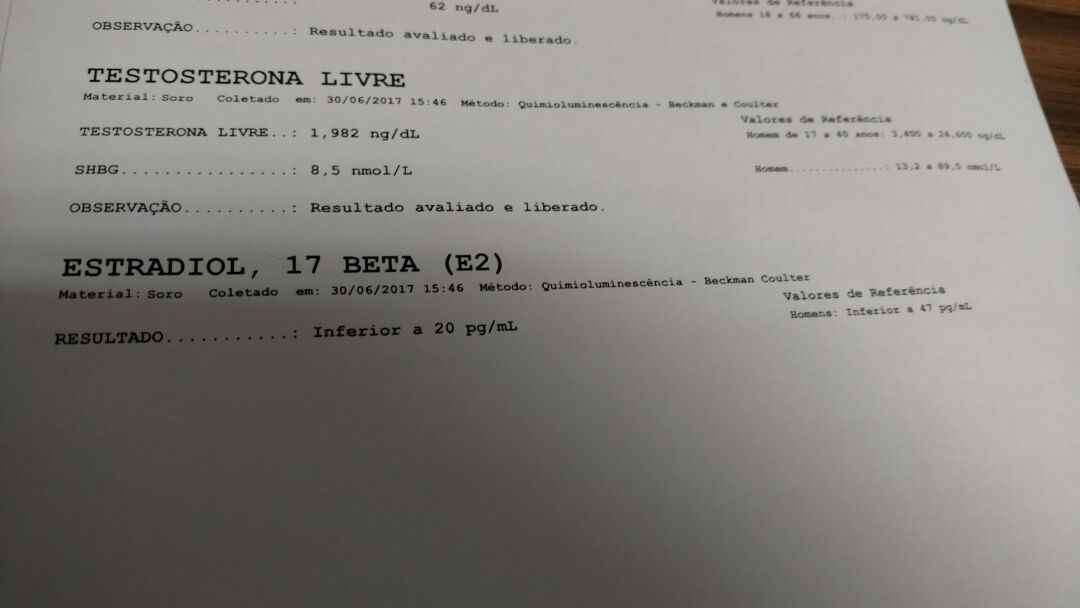 62 ng/dL
Valores de Referência
Homens 18 a 66 anos..: 175,00 a 781,00 ng/dL
OBSERVAÇÃO..........: Resultado avaliado e liberado.
TESTOSTERONA LIVRE
Material: Soro Coletado em: 30/06/2017 15:46 Método: Quimioluminescência - Beckman e Coulter
Valores de Referência
TESTOSTERONA LIVRE..: 1,982 ng/dL
Homem de 17 a 40 anos: 3,400 a 24,600 ng/dL
SHBG................: 8,5 nmol/L
Homem..............: 13,2 a 89,5 nmol/L
OBSERVAÇÃO..........: Resultado avaliado e liberado.
ESTRADIOL, 17 BETA (E2)
Material: Soro Coletado em: 30/06/2017 15:46 Método: Quimioluminescência - Beckman Coulter
Valores de Referência
RESULTADO............: Inferior a 20 pg/mL
Homens: Inferior a 47 pg/mL